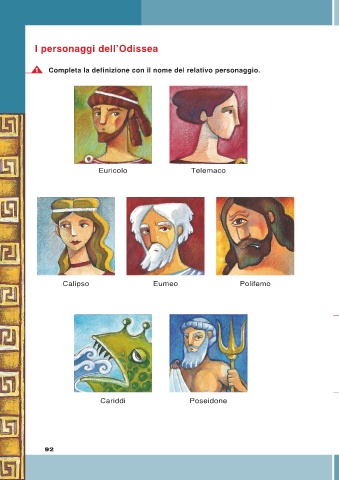 I personaggi dell'Odissea
Completa la definizione con il nome del relativo personaggio.
Euricolo Telemaco
Calipso Eumeo Polifemo
Cariddi Poseidone
92